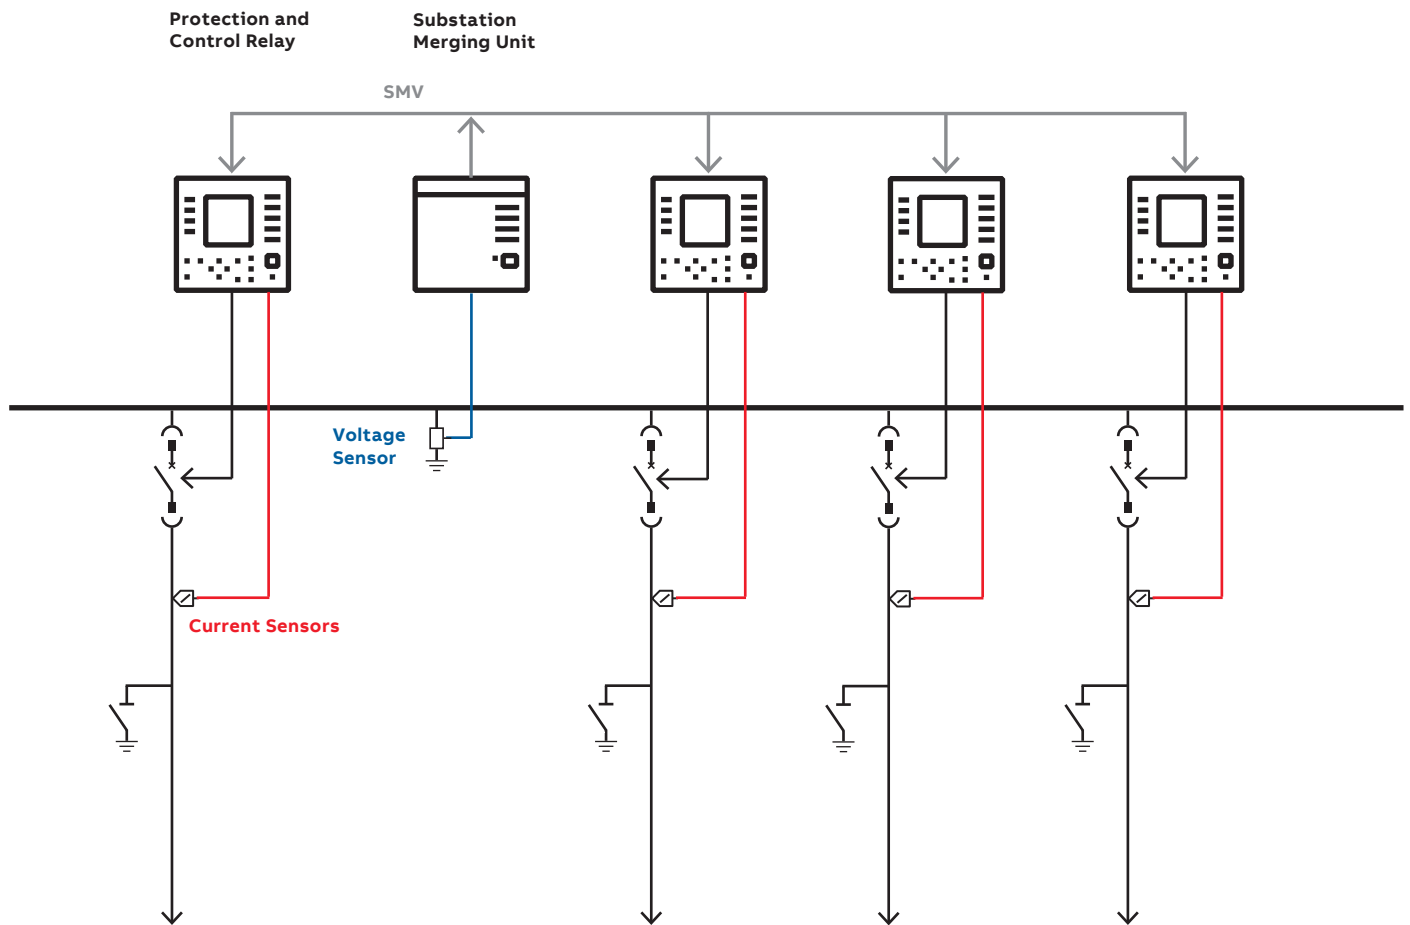 Protection and
Control Relay
Substation
Merging Unit
SMV
Voltage
Sensor
Current Sensors